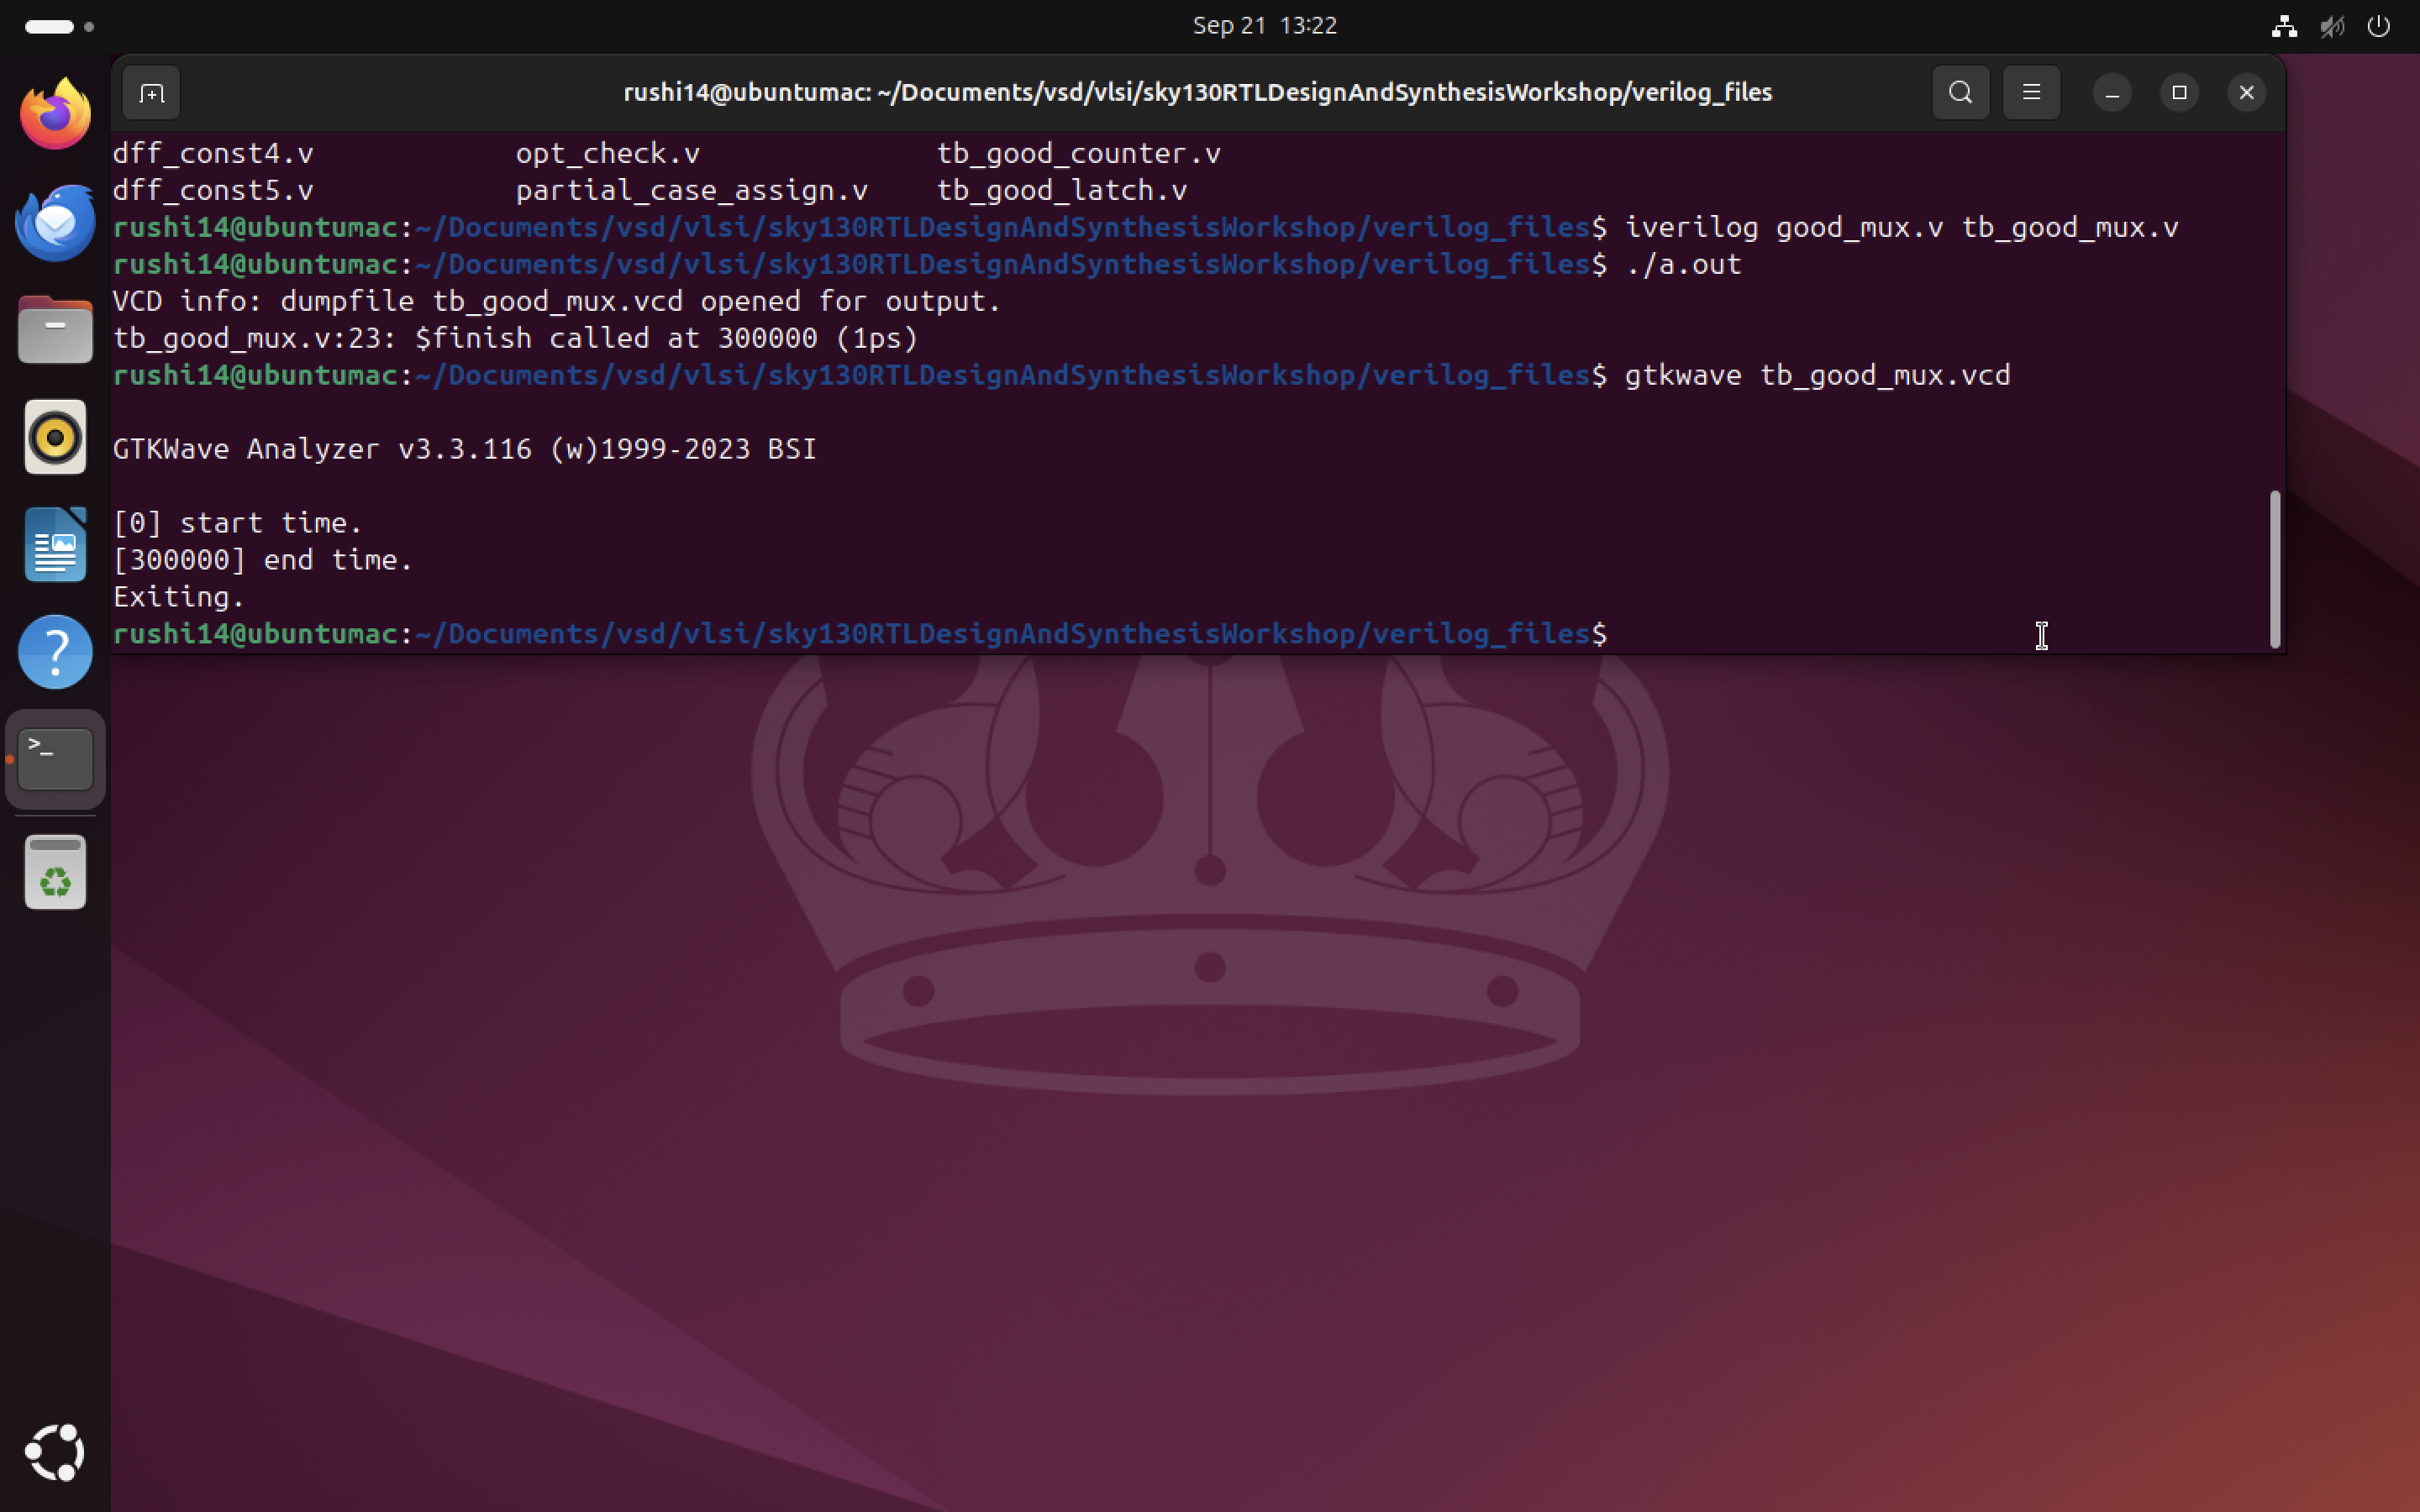 Sep 21 13:22
rushi14@ubuntumac: ~/Documents/vsd/vlsi/sky130RTLDesignAndSynthesisWorkshop/verilog_files
dff_const4.v opt_check.v tb_good_counter.v
dff_const5.v partial_case_assign.v tb_good_latch.v
rushi14@ubuntumac:~/Documents/vsd/vlsi/sky130RTLDesignAndSynthesisWorkshop/verilog_files$ iverilog good_mux.v tb_good_mux.v
rushi14@ubuntumac:~/Documents/vsd/vlsi/sky130RTLDesignAndSynthesisWorkshop/verilog_files$ ./a.out
VCD info: dumpfile tb_good_mux.vcd opened for output.
tb_good_mux.v:23: $finish called at 300000 (1ps)
rushi14@ubuntumac:~/Documents/vsd/vlsi/sky130RTLDesignAndSynthesisWorkshop/verilog_files$ gtkwave tb_good_mux.vcd
GTKWave Analyzer v3.3.116 (w)1999-2023 BSI
[0] start time.
[300000] end time.
Exiting.
rushi14@ubuntumac:~/Documents/vsd/vlsi/sky130RTLDesignAndSynthesisWorkshop/verilog_files$